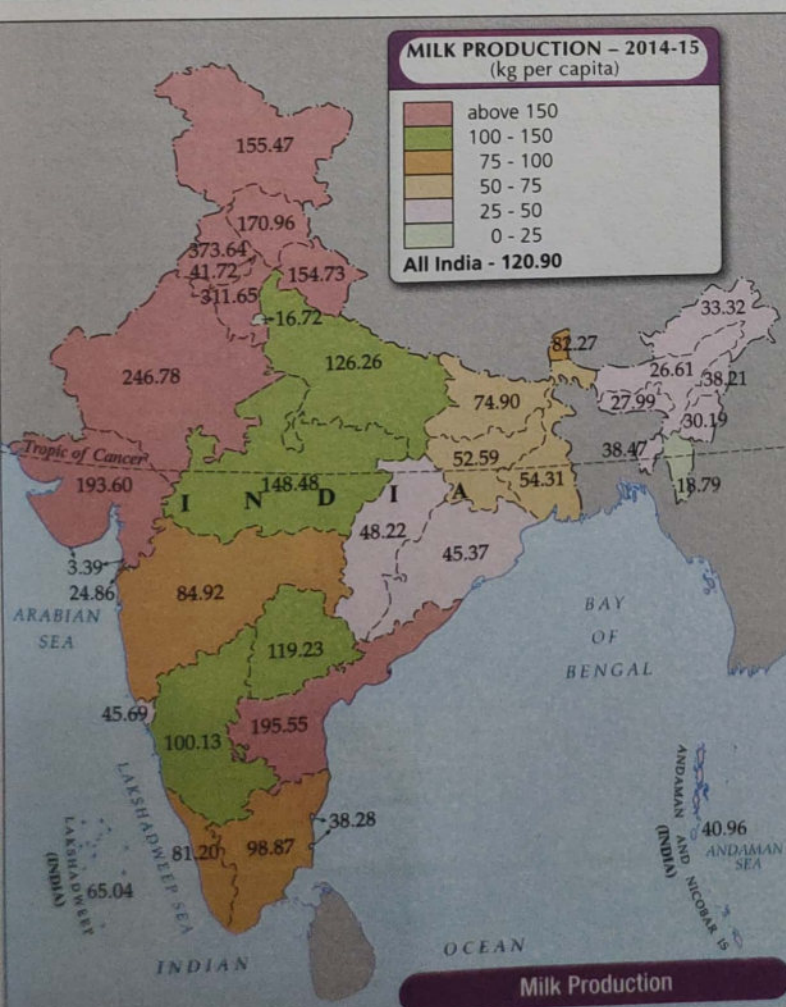 MILK PRODUCTION – 2014-15
(kg per capita)
above 150
100 - 150
75 - 100
50 - 75
25 - 50
0 - 25
All India - 120.90
155.47
170.96
373.64
41.72
154.73
311.65
16.72
246.78
126.26
82.27
33.32
26.61
38.21
27.99
30.19
74.90
Tropic of Cancer
52.59
38.47
193.60
148.48
54.31
18.79
I N D I A
48.22
45.37
3.39
24.86
84.92
ARABIAN
SEA
BAY
OF
BENGAL
119.23
45.69
195.55
100.13
LAKSHADWEEP SEA
38.28
81.20
98.87
LAKSHADWEEP
(INDIA)
65.04
ANDAMAN AND NICOBAR IS
(INDIA)
40.96
ANDAMAN
SEA
INDIAN OCEAN
Milk Production